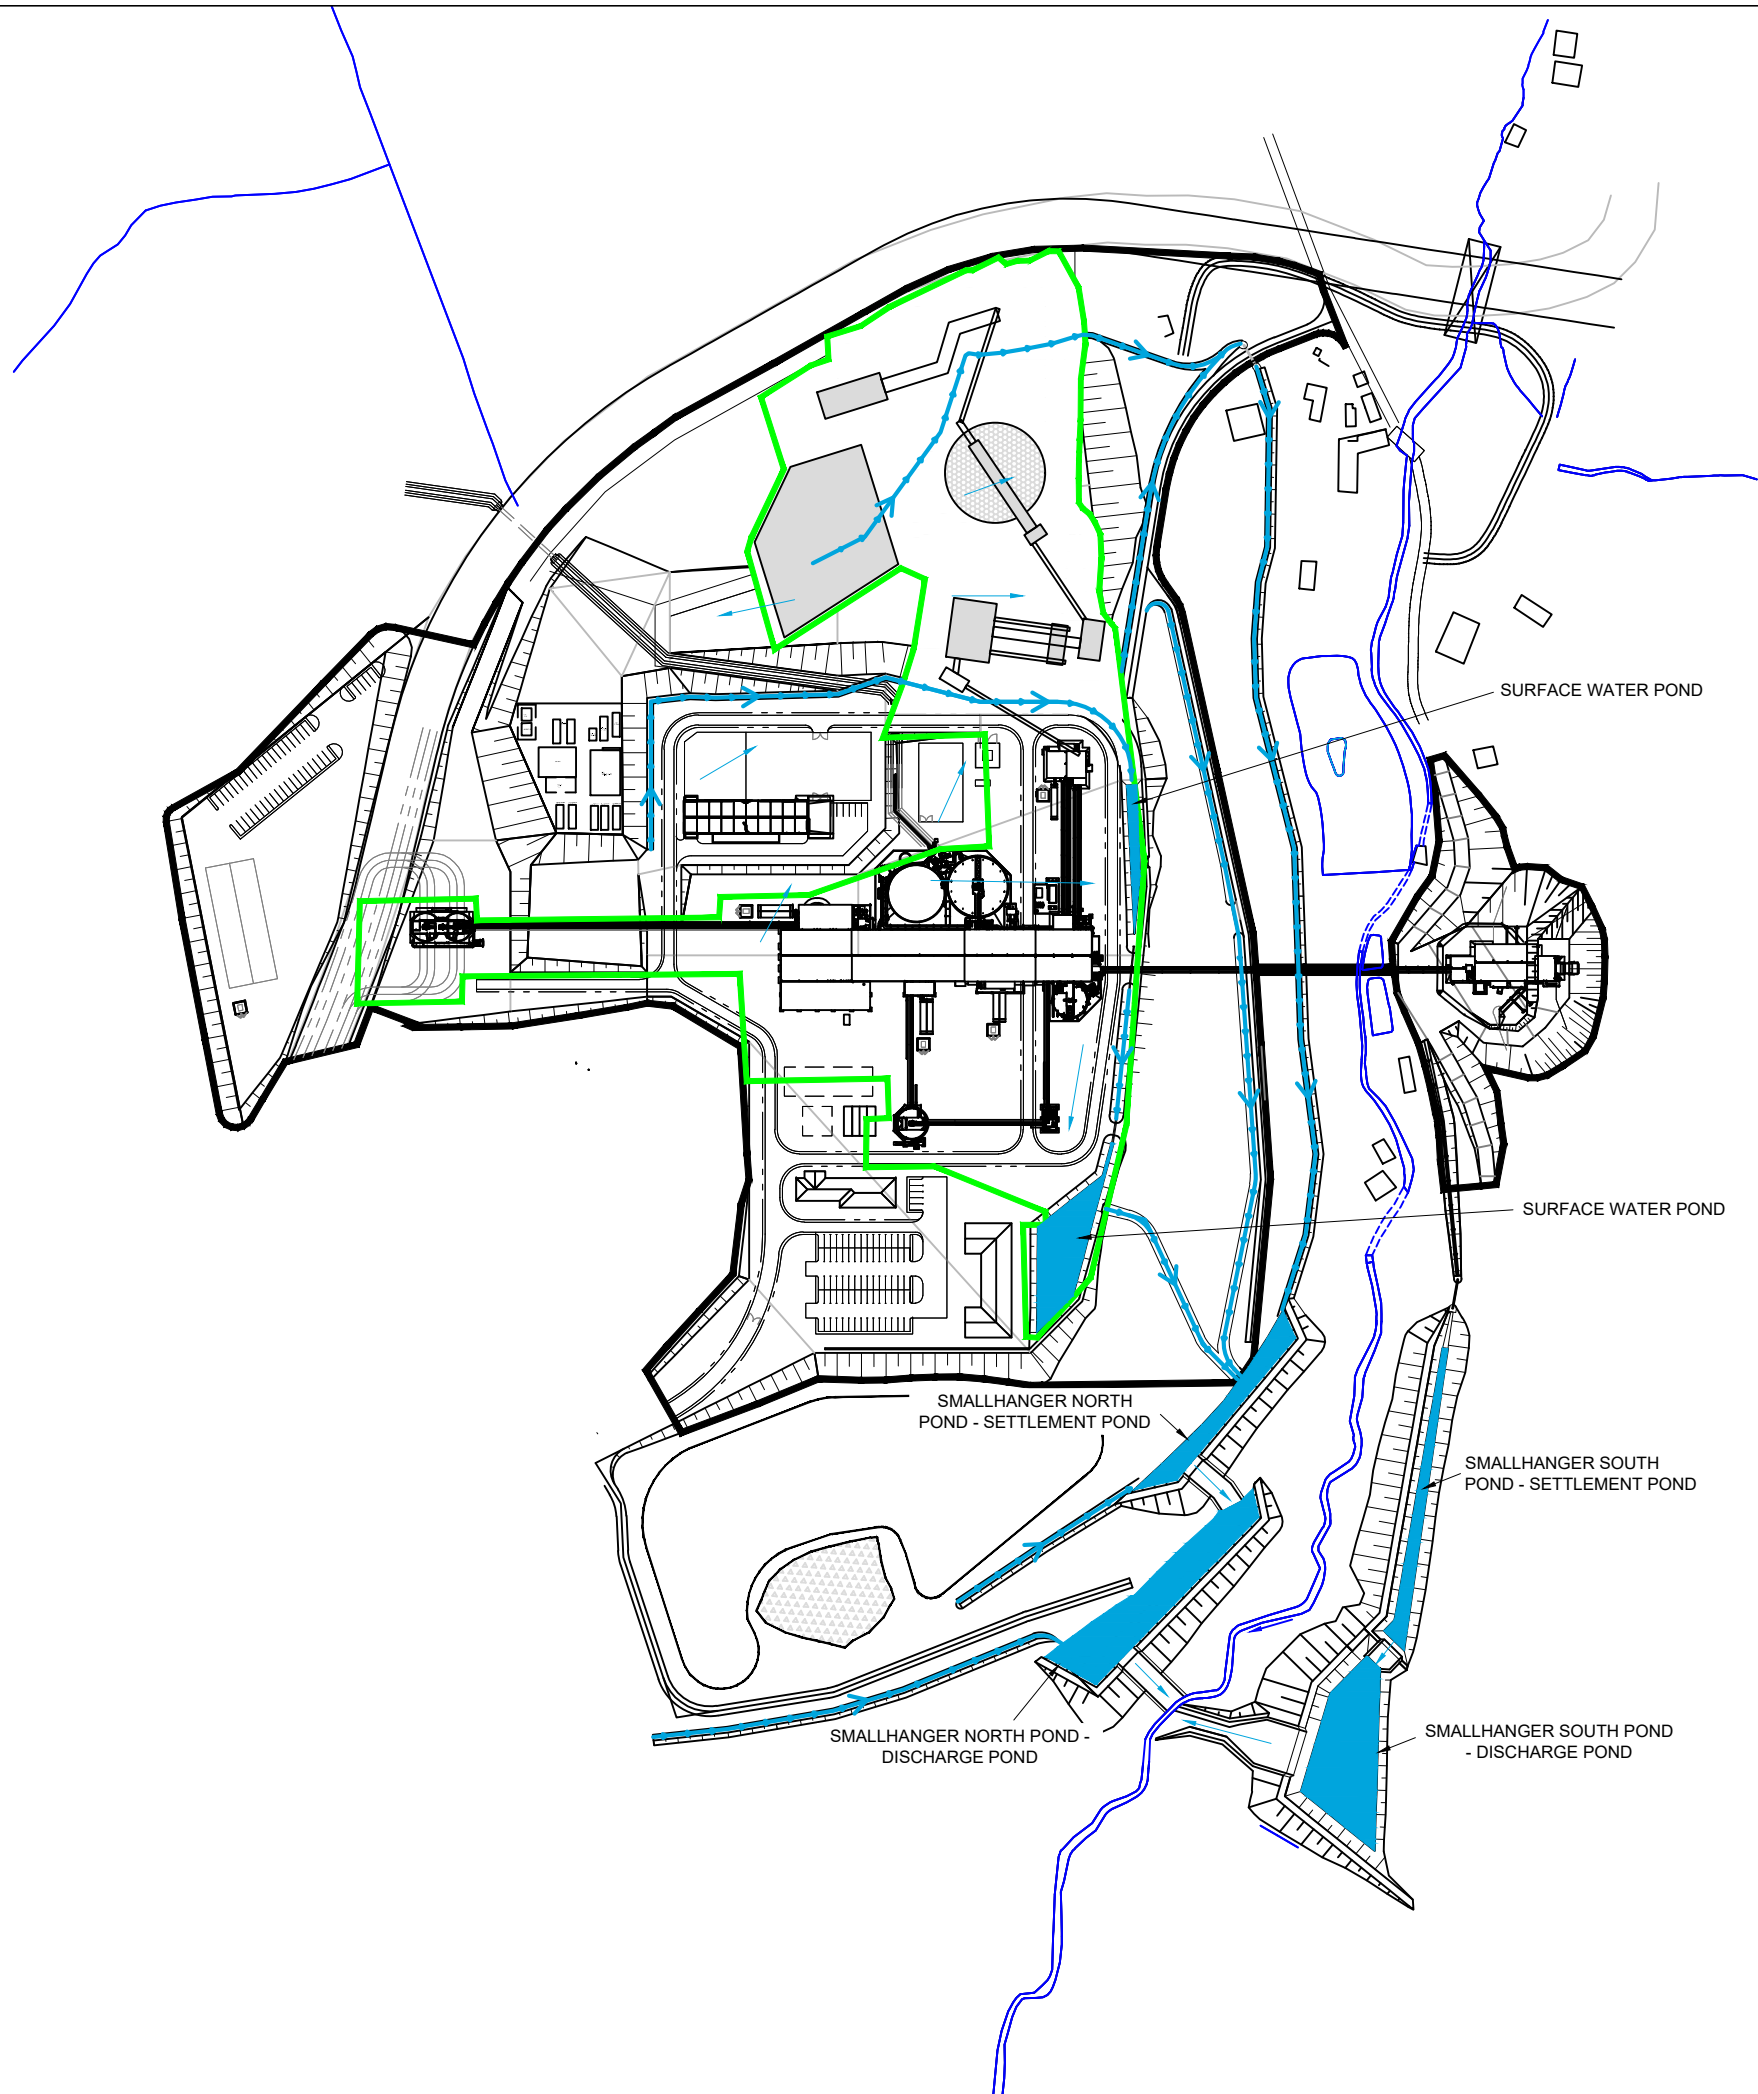 SURFACE WATER POND
SURFACE WATER POND
SMALLHANGER NORTH
POND - SETTLEMENT POND
SMALLHANGER SOUTH
POND - SETTLEMENT POND
SMALLHANGER NORTH POND -
DISCHARGE POND
SMALLHANGER SOUTH POND
- DISCHARGE POND